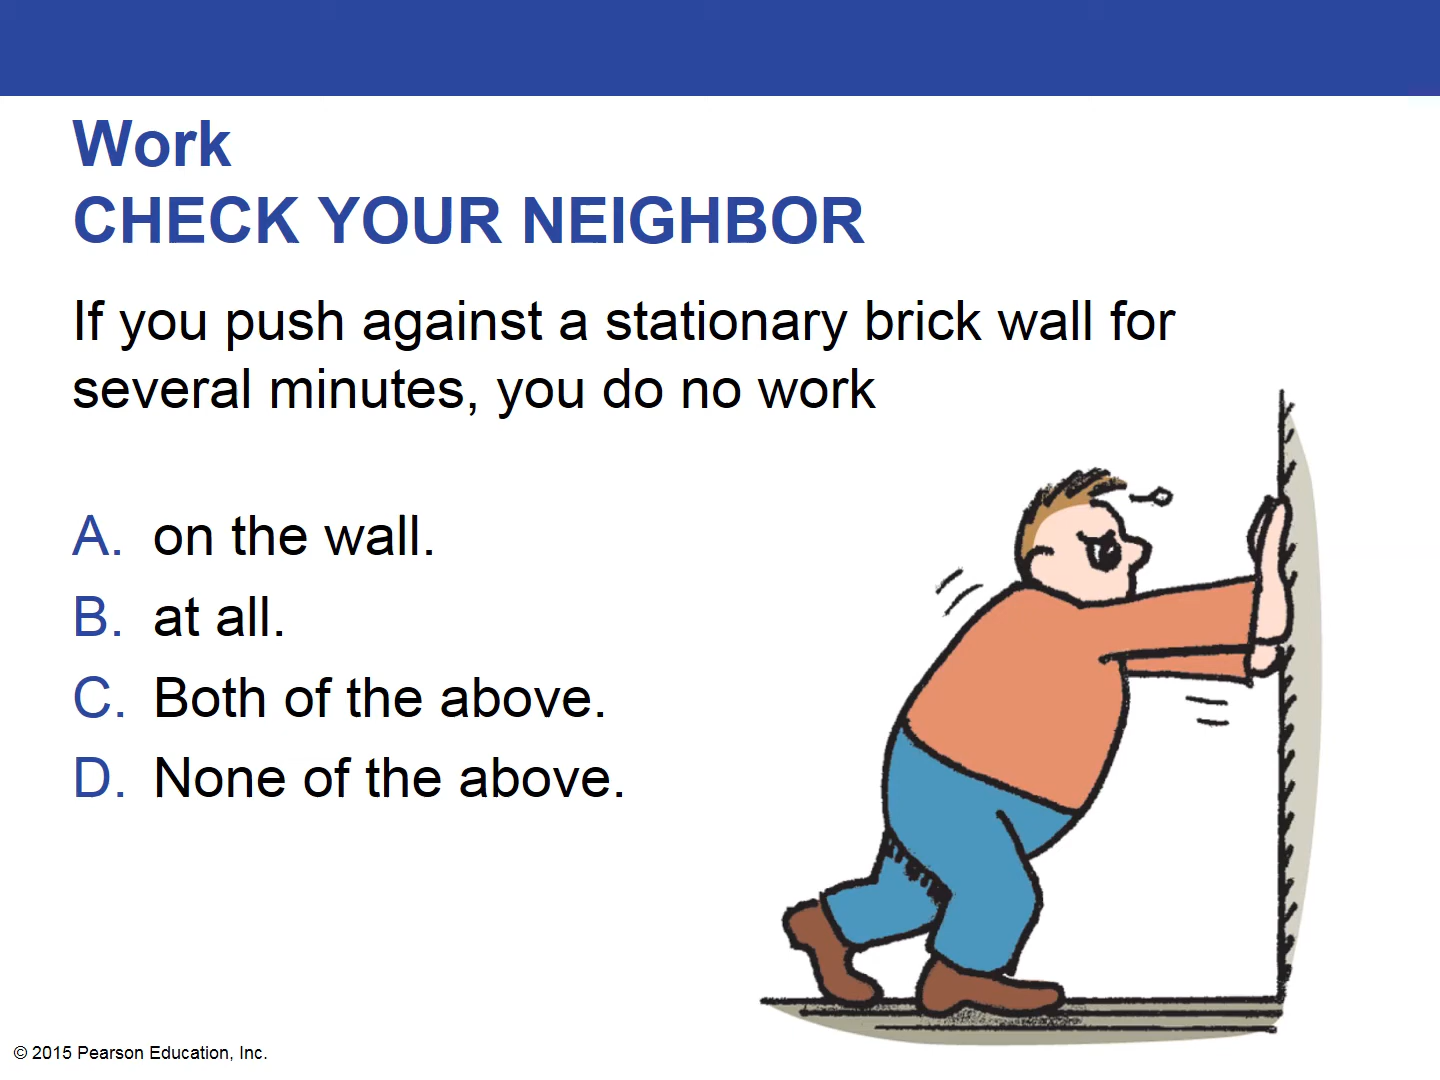 Work
CHECK YOUR NEIGHBOR
If you push against a stationary brick wall for
several minutes, you do no work
A. on the wall.
B. at all.
C. Both of the above.
D. None of the above.
© 2015 Pearson Education, Inc.